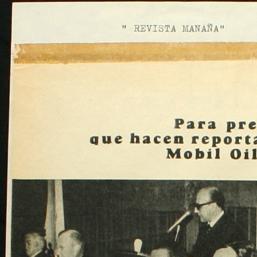 " REVISTA MANAÑA"
Para pre
que hacen reporta
Mobil Oil